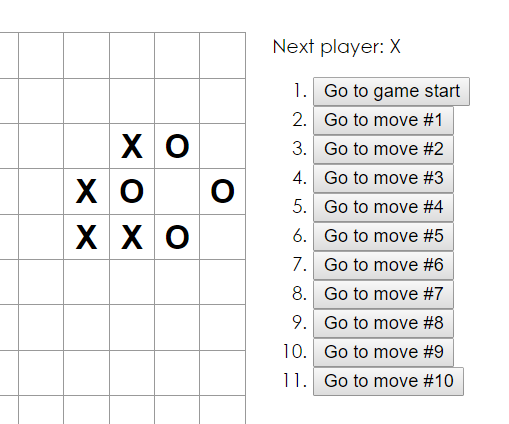 Next player: X
1. Go to game start
2. Go to move #1
X O
3. Go to move #2
4. Go to move #3
X O O
5. Go to move #4
6. Go to move #5
X X O
7. Go to move #6
8. Go to move #7
9. Go to move #8
10. Go to move #9
11. Go to move #10